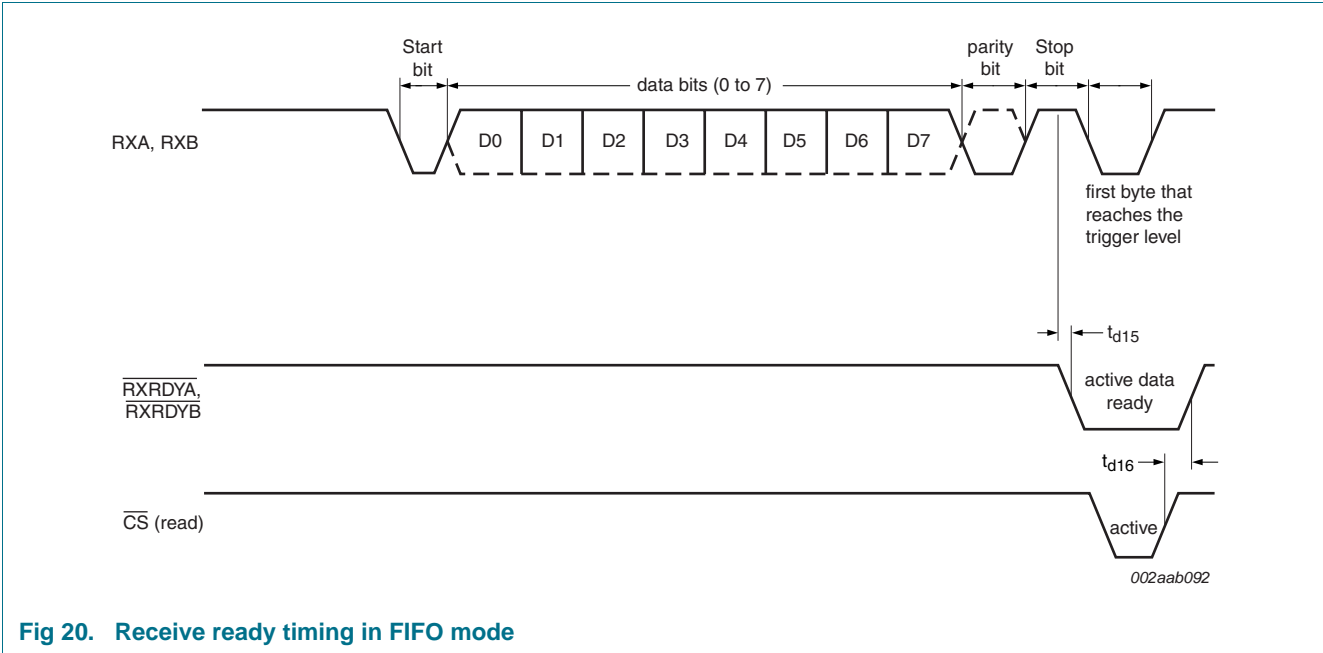 Start
bit
data bits (0 to 7)
parity
bit
Stop
bit
RXA, RXB
D0 D1 D2 D3 D4 D5 D6 D7
first byte that
reaches the
trigger level
td15
RXRDYA,
RXRDYB
active data
ready
td16
CS (read)
active
002aab092
Fig 20. Receive ready timing in FIFO mode